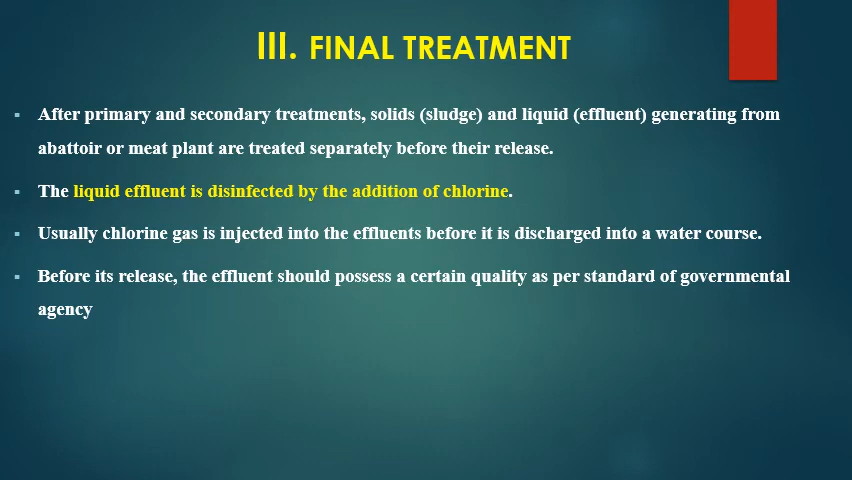 III. FINAL TREATMENT
▪ After primary and secondary treatments, solids (sludge) and liquid (effluent) generating from
abattoir or meat plant are treated separately before their release.
▪ The liquid effluent is disinfected by the addition of chlorine.
▪ Usually chlorine gas is injected into the effluents before it is discharged into a water course.
▪ Before its release, the effluent should possess a certain quality as per standard of governmental
agency